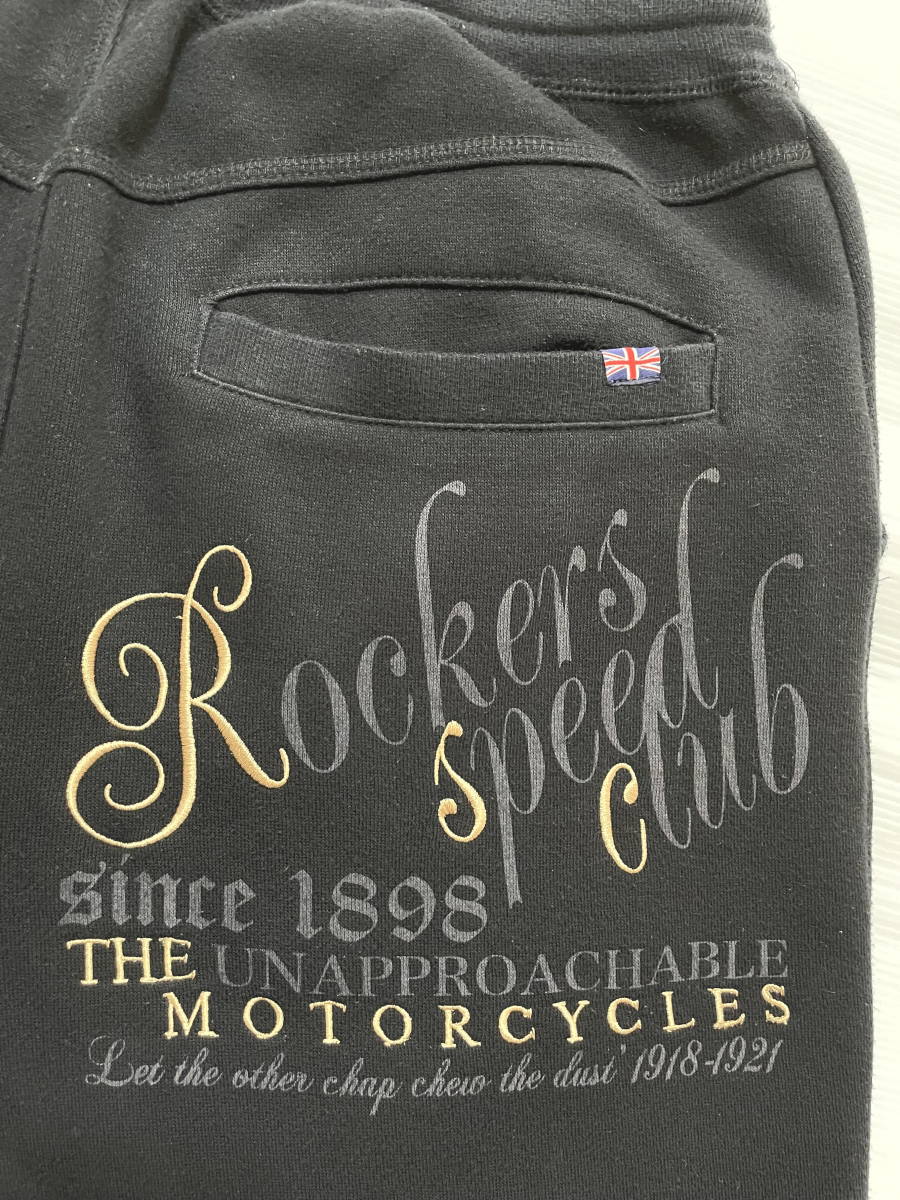 Rockers
speed
club
since 1898
THE UNAPPROACHABLE
MOTORCYCLES
Let the other chap chew the dust' 1918-1921